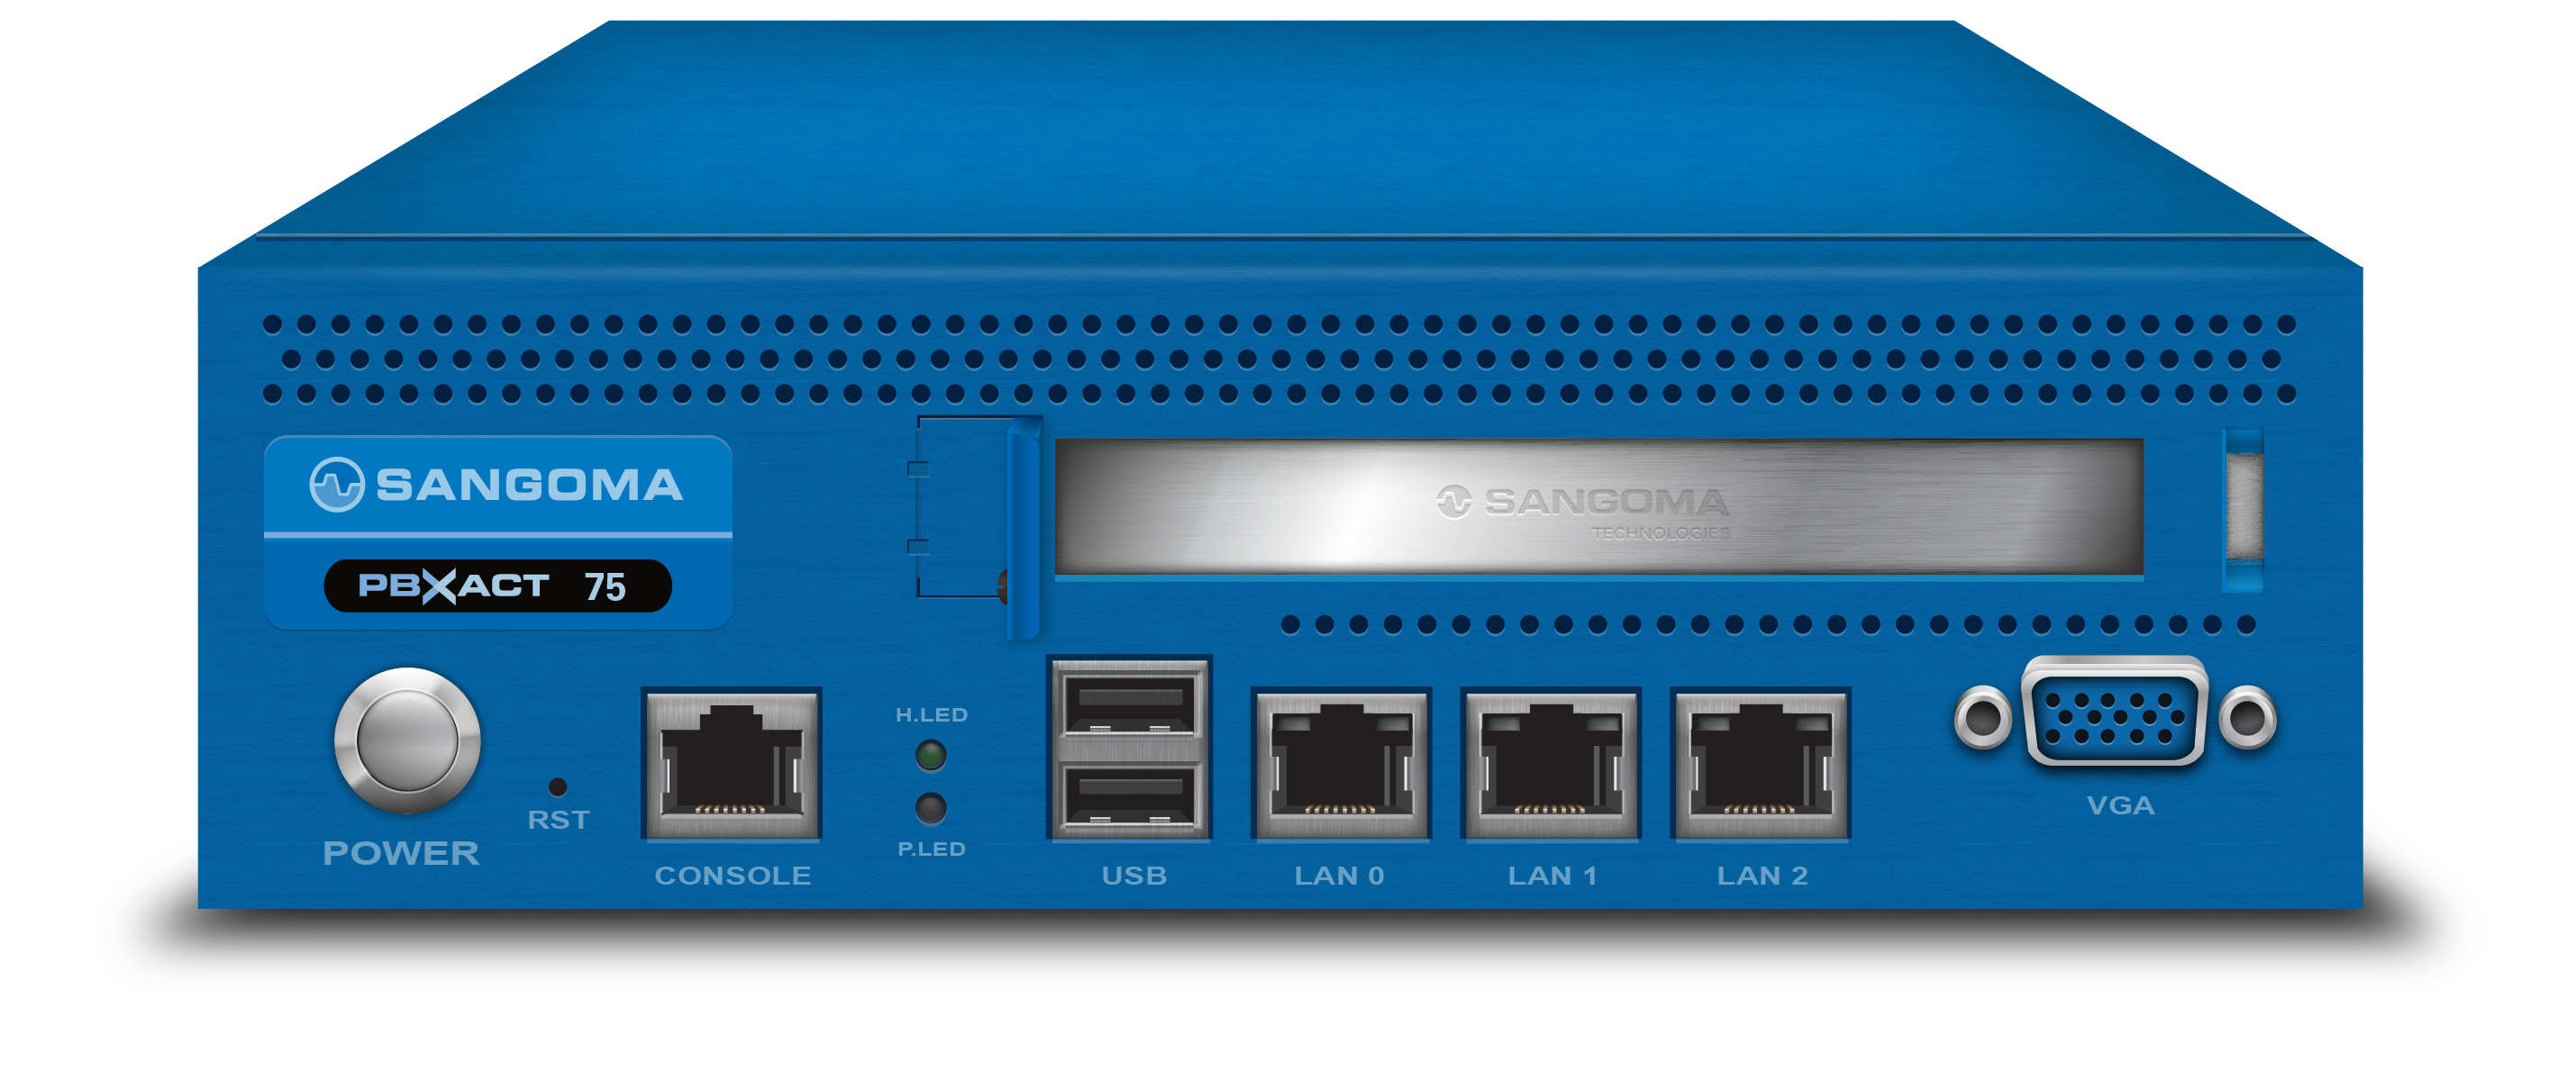 SANGOMA
PBXACT 75
SANGOMA
TECHNOLOGIES
POWER
RST
CONSOLE
H.LED
P.LED
USB
LAN 0
LAN 1
LAN 2
VGA